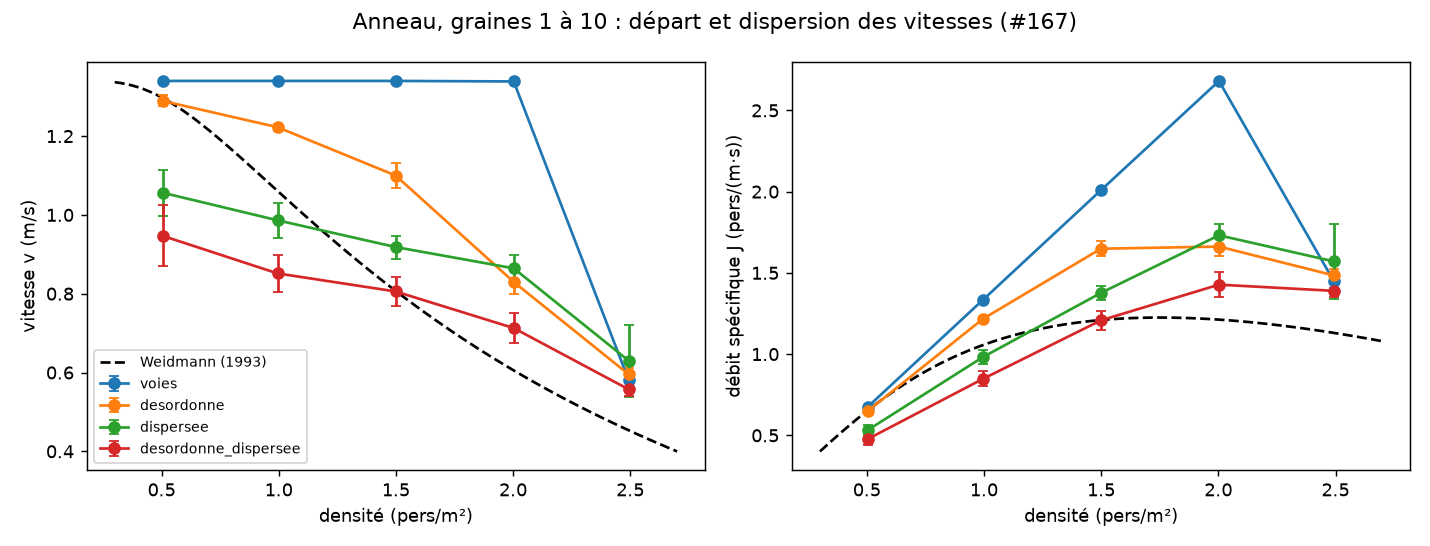 Anneau, graines 1 à 10 : départ et dispersion des vitesses (#167)
vitesse v (m/s)
1.2
1.0
0.8
0.6
0.4
Weidmann (1993)
voies
desordonne
dispersee
desordonne_dispersee
0.5 1.0 1.5 2.0 2.5
densité (pers/m²)
débit spécifique J (pers/(m·s))
2.5
2.0
1.5
1.0
0.5
0.5 1.0 1.5 2.0 2.5
densité (pers/m²)